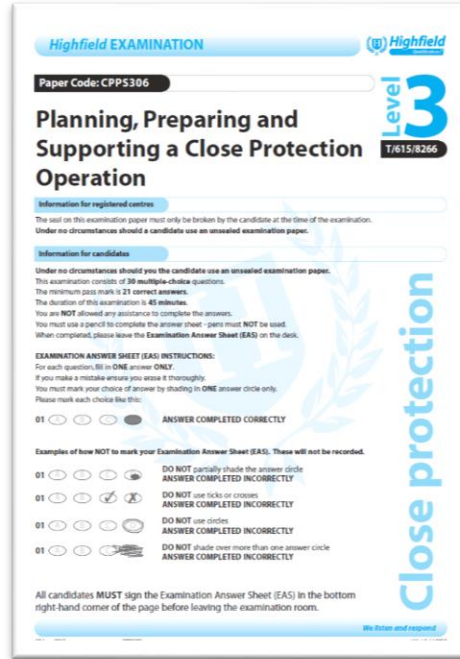 Highfield EXAMINATION
Highfield
Paper Code: CPPS306
Level 3
T/615/8266
Planning, Preparing and
Supporting a Close Protection
Operation
Information for registered centres
The seal on this examination paper must only be broken by the candidate at the time of the examination.
Under no circumstances should a candidate use an unsealed examination paper.
Information for candidates
Under no circumstances should you the candidate use an unsealed examination paper.
This examination consists of 30 multiple-choice questions.
The minimum pass mark is 21 correct answers.
The duration of this examination is 45 minutes.
You are NOT allowed any assistance to complete the answers.
You must use a pencil to complete the answer sheet - pens must NOT be used.
When completed, please leave the Examination Answer Sheet (EAS) on the desk.
EXAMINATION ANSWER SHEET (EAS) INSTRUCTIONS:
For each question, fill in ONE answer ONLY.
If you make a mistake ensure you erase it thoroughly.
You must mark your choice of answer by shading in ONE answer circle only.
Please mark each choice like this:
01 ANSWER COMPLETED CORRECTLY
Examples of how NOT to mark your Examination Answer Sheet (EAS). These will not be recorded.
01 DO NOT partially shade the answer circle
ANSWER COMPLETED INCORRECTLY
01 DO NOT use ticks or crosses
ANSWER COMPLETED INCORRECTLY
01 DO NOT use circles
ANSWER COMPLETED INCORRECTLY
01 DO NOT shade over more than one answer circle
ANSWER COMPLETED INCORRECTLY
All candidates MUST sign the Examination Answer Sheet (EAS) in the bottom
right-hand corner of the page before leaving the examination room.
Close protection
We listen and respond